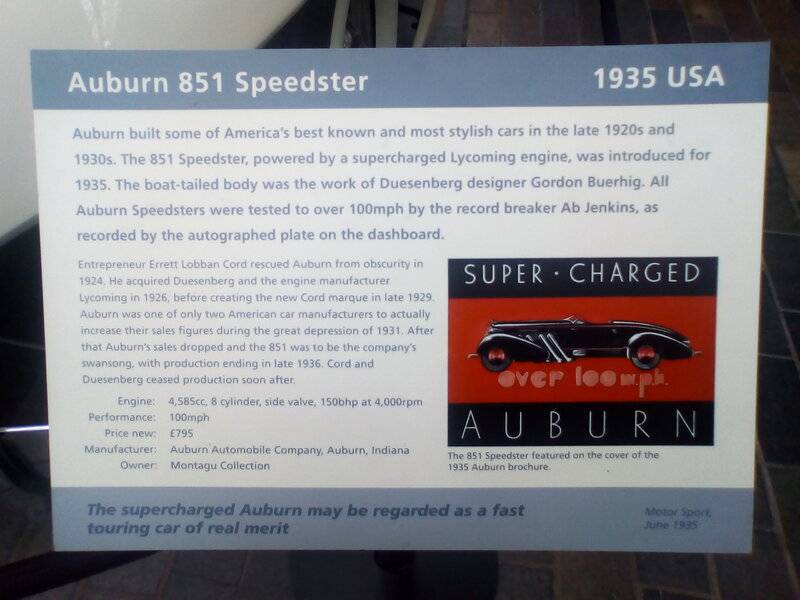 Auburn 851 Speedster
1935 USA
Auburn built some of America's best known and most stylish cars in the late 1920s and
1930s. The 851 Speedster, powered by a supercharged Lycoming engine, was introduced for
1935. The boat-tailed body was the work of Duesenberg designer Gordon Buerhig. All
Auburn Speedsters were tested to over 100mph by the record breaker Ab Jenkins, as
recorded by the autographed plate on the dashboard.
Entrepreneur Errett Lobban Cord rescued Auburn from obscurity in
1924. He acquired Duesenberg and the engine manufacturer
Lycoming in 1926, before creating the new Cord marque in late 1929.
Auburn was one of only two American car manufacturers to actually
increase their sales figures during the great depression of 1931. After
that Auburn's sales dropped and the 851 was to be the company's
swansong, with production ending in late 1936. Cord and
Duesenberg ceased production soon after.
Engine: 4,585cc, 8 cylinder, side valve, 150bhp at 4,000rpm
Performance: 100mph
Price new: £795
Manufacturer: Auburn Automobile Company, Auburn, Indiana
Owner: Montagu Collection
SUPER·CHARGED
over 100 m.p.h.
AUBURN
The 851 Speedster featured on the cover of the
1935 Auburn brochure.
The supercharged Auburn may be regarded as a fast
touring car of real merit
Motor Sport,
June 1935